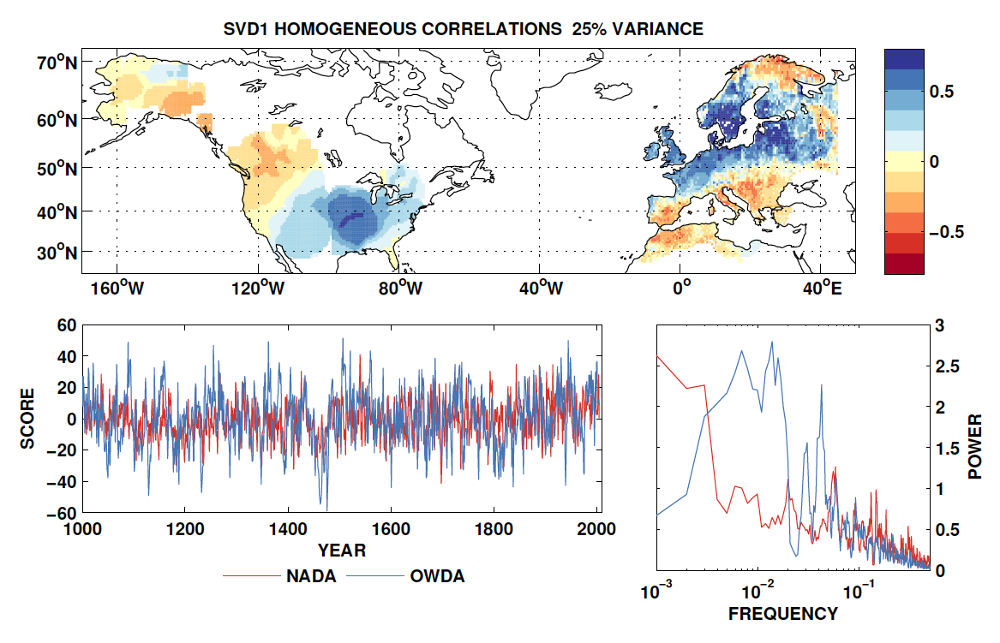 SVD1 HOMOGENEOUS CORRELATIONS 25% VARIANCE
70°N
60°N
50°N
40°N
30°N
160°W 120°W 80°W 40°W 0° 40°E
0.5
0
−0.5
60
40
20
0
−20
−40
−60
SCORE
1000 1200 1400 1600 1800 2000
YEAR
NADA OWDA
3
2.5
2
1.5
1
0.5
0
POWER
10⁻³ 10⁻² 10⁻¹
FREQUENCY